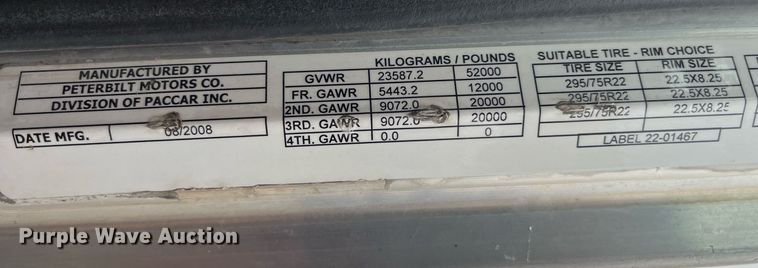 MANUFACTURED BY
PETERBILT MOTORS CO.
DIVISION OF PACCAR INC.
DATE MFG. 08/2008
KILOGRAMS / POUNDS
GVWR 23587.2 52000
FR. GAWR 5443.2 12000
2ND. GAWR 9072.0 20000
3RD. GAWR 9072.0 20000
4TH. GAWR 0.0 0
SUITABLE TIRE - RIM CHOICE
TIRE SIZE RIM SIZE
295/75R22 22.5X8.25
295/75R22 22.5X8.25
295/75R22 22.5X8.25
LABEL 22-01467
Purple Wave Auction